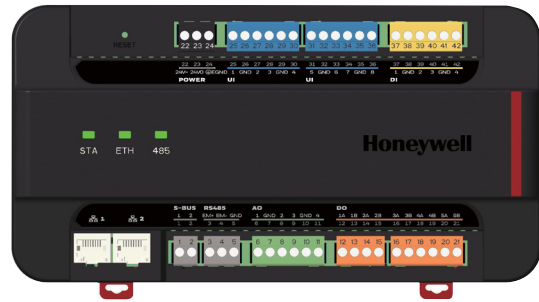 RESET
22 23 24 25 26 27 28 29 30 31 32 33 34 35 36 37 38 39 40 41 42
22 23 24 25 26 27 28 29 30 31 32 33 34 35 36 37 38 39 40 41 42
24V~ 24V0 EGND 1 GND 2 3 GND 4 5 GND 6 7 GND 8 1 GND 2 3 GND 4
POWER UI UI DI
Honeywell
STA ETH 485
S-BUS RS485 AO DO
1 2 1 2 EM+ EM- GND 1 GND 2 3 GND 4 1A 1B 2A 2B 3A 3B 4A 4B 5A 5B
1 2 3 4 5 6 7 8 9 10 11 12 13 14 15 16 17 18 19 20 21
1 2 3 4 5 6 7 8 9 10 11 12 13 14 15 16 17 18 19 20 21